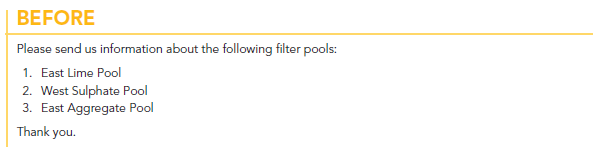 BEFORE
Please send us information about the following filter pools:
1. East Lime Pool
2. West Sulphate Pool
3. East Aggregate Pool
Thank you.